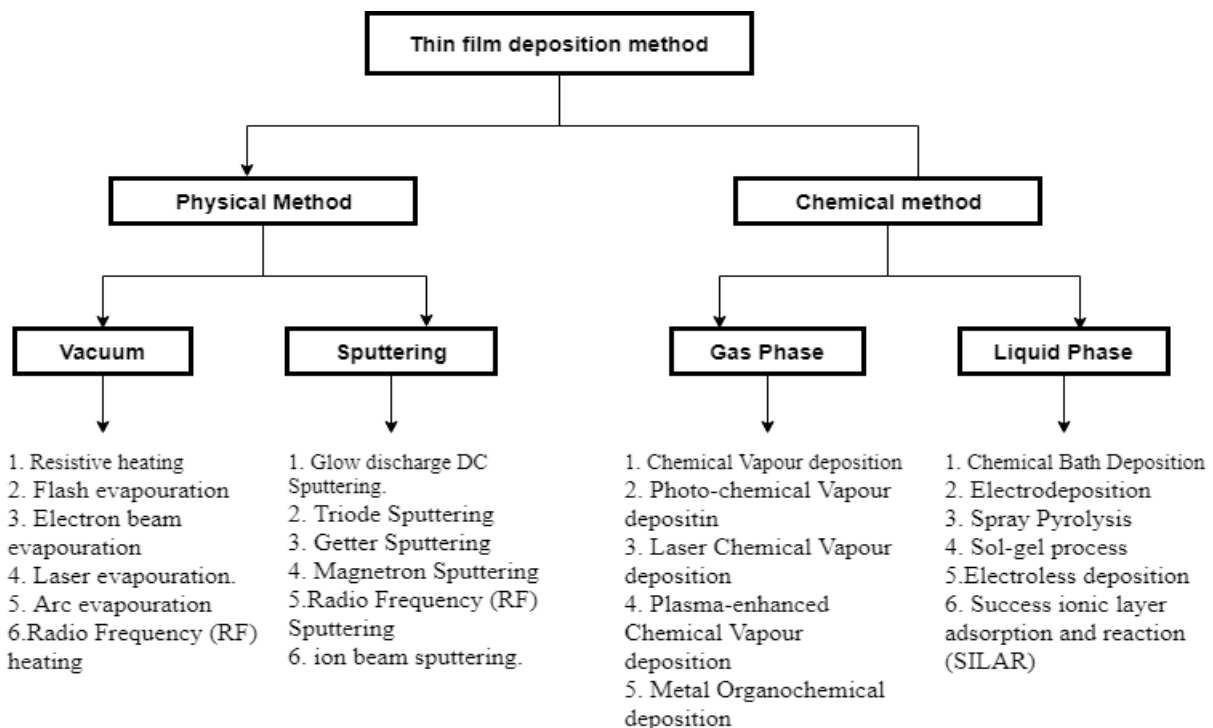 Thin film deposition method
Physical Method
Chemical method
Vacuum
Sputtering
Gas Phase
Liquid Phase
1. Resistive heating
2. Flash evapouration
3. Electron beam
evapouration
4. Laser evapouration.
5. Arc evapouration
6.Radio Frequency (RF)
heating
1. Glow discharge DC
Sputtering.
2. Triode Sputtering
3. Getter Sputtering
4. Magnetron Sputtering
5.Radio Frequency (RF)
Sputtering
6. ion beam sputtering.
1. Chemical Vapour deposition
2. Photo-chemical Vapour
depositin
3. Laser Chemical Vapour
deposition
4. Plasma-enhanced
Chemical Vapour
deposition
5. Metal Organochemical
deposition
1. Chemical Bath Deposition
2. Electrodeposition
3. Spray Pyrolysis
4. Sol-gel process
5.Electroless deposition
6. Success ionic layer
adsorption and reaction
(SILAR)